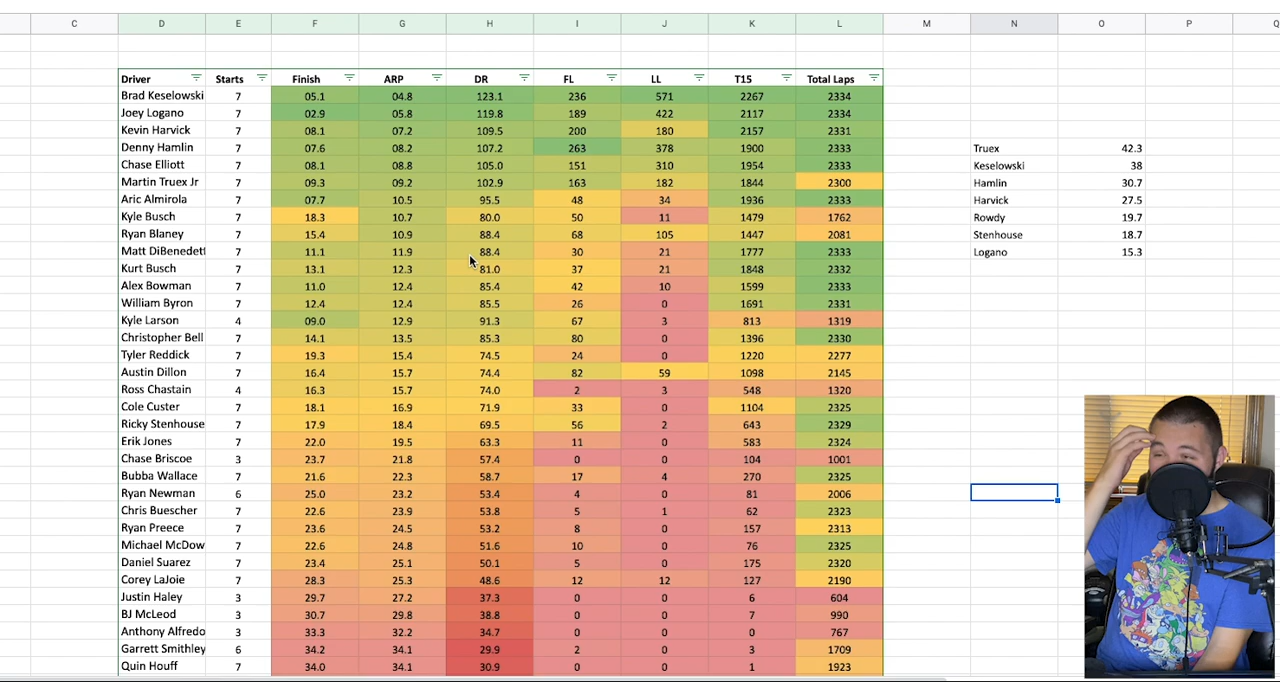 C D E F G H I J K L M N O P Q
Driver Starts Finish ARP DR FL LL T15 Total Laps
Brad Keselowski 7 05.1 04.8 123.1 236 571 2267 2334
Joey Logano 7 02.9 05.8 119.8 189 422 2117 2334
Kevin Harvick 7 08.1 07.2 109.5 200 180 2157 2331
Denny Hamlin 7 07.6 08.2 107.2 263 378 1900 2333 Truex 42.3
Chase Elliott 7 08.1 08.8 105.0 151 310 1954 2333 Keselowski 38
Martin Truex Jr 7 09.3 09.2 102.9 163 182 1844 2300 Hamlin 30.7
Aric Almirola 7 07.7 10.5 95.5 48 34 1936 2333 Harvick 27.5
Kyle Busch 7 18.3 10.7 80.0 50 11 1479 1762 Rowdy 19.7
Ryan Blaney 7 15.4 10.9 88.4 68 105 1447 2081 Stenhouse 18.7
Matt DiBenedett 7 11.1 11.9 88.4 30 21 1777 2333 Logano 15.3
Kurt Busch 7 13.1 12.3 81.0 37 21 1848 2332
Alex Bowman 7 11.0 12.4 85.4 42 10 1599 2333
William Byron 7 12.4 12.4 85.5 26 0 1691 2331
Kyle Larson 4 09.0 12.9 91.3 67 3 813 1319
Christopher Bell 7 14.1 13.5 85.3 80 0 1396 2330
Tyler Reddick 7 19.3 15.4 74.5 24 0 1220 2277
Austin Dillon 7 16.4 15.7 74.4 82 59 1098 2145
Ross Chastain 4 16.3 15.7 74.0 2 3 548 1320
Cole Custer 7 18.1 16.9 71.9 33 0 1104 2325
Ricky Stenhouse 7 17.9 18.4 69.5 56 2 643 2329
Erik Jones 7 22.0 19.5 63.3 11 0 583 2324
Chase Briscoe 3 23.7 21.8 57.4 0 0 104 1001
Bubba Wallace 7 21.6 22.3 58.7 17 4 270 2325
Ryan Newman 6 25.0 23.2 53.4 4 0 81 2006
Chris Buescher 7 22.6 23.9 53.8 5 1 62 2323
Ryan Preece 7 23.6 24.5 53.2 8 0 157 2313
Michael McDow 7 22.6 24.8 51.6 10 0 76 2325
Daniel Suarez 7 23.4 25.1 50.1 5 0 175 2320
Corey LaJoie 7 28.3 25.3 48.6 12 12 127 2190
Justin Haley 3 29.7 27.2 37.3 0 0 6 604
BJ McLeod 3 30.7 29.8 38.8 0 0 7 990
Anthony Alfredo 3 33.3 32.2 34.7 0 0 0 767
Garrett Smithley 6 34.2 34.1 29.9 2 0 3 1709
Quin Houff 7 34.0 34.1 30.9 0 0 1 1923